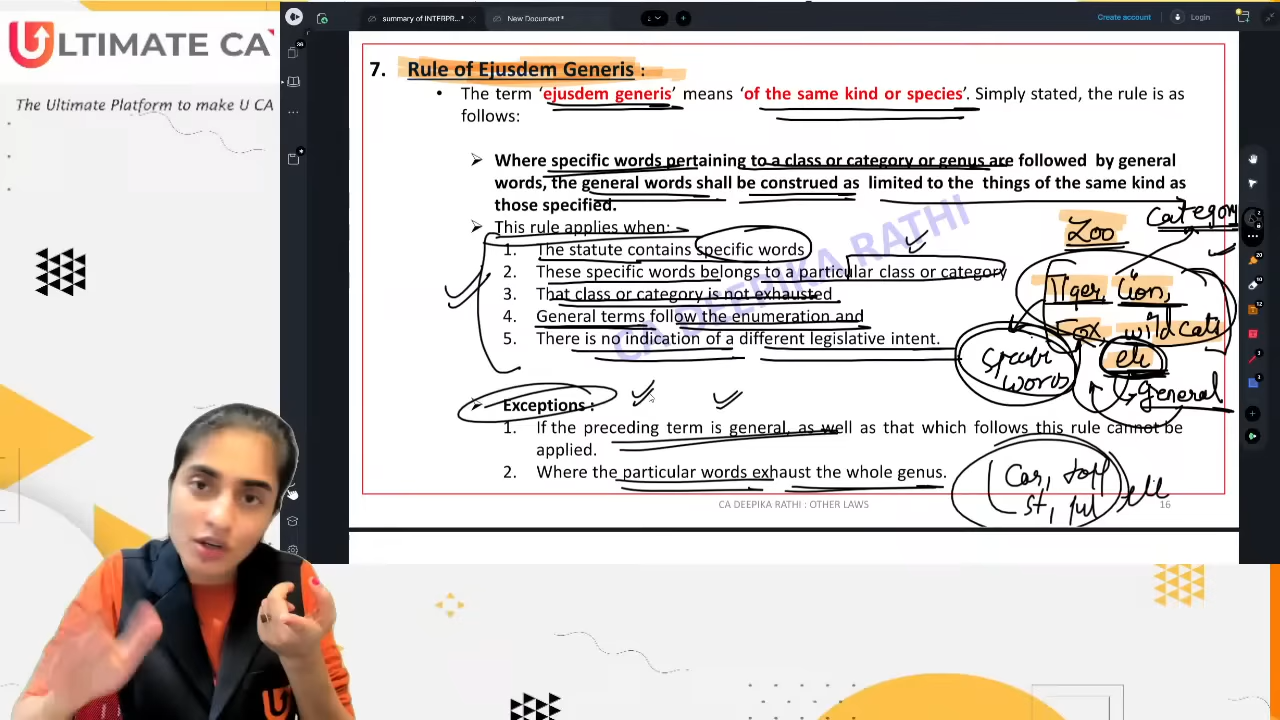 ULTIMATE CA
The Ultimate Platform to make U CA
summary of INTERPR...*
New Document*
1
Create account
Login
7. Rule of Ejusdem Generis :
• The term 'ejusdem generis' means 'of the same kind or species'. Simply stated, the rule is as
follows:
➢ Where specific words pertaining to a class or category or genus are followed by general
words, the general words shall be construed as limited to the things of the same kind as
those specified.
➢ This rule applies when:
1. The statute contains specific words
2. These specific words belongs to a particular class or category
3. That class or category is not exhausted
4. General terms follow the enumeration and
5. There is no indication of a different legislative intent.
➢ Exceptions :
1. If the preceding term is general, as well as that which follows this rule cannot be
applied.
2. Where the particular words exhaust the whole genus.
CA DEEPIKA RATHI : OTHER LAWS
16
CA DEEPIKA RATHI
Category
Zoo
Tiger, lion,
Fox, wild cats
etc
Specific
words
general
Car,